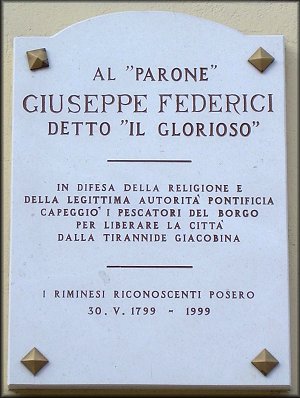 AL "PARONE"
GIUSEPPE FEDERICI
DETTO "IL GLORIOSO"
IN DIFESA DELLA RELIGIONE E
DELLA LEGITTIMA AUTORITÀ PONTIFICIA
CAPEGGIO' I PESCATORI DEL BORGO
PER LIBERARE LA CITTÀ
DALLA TIRANNIDE GIACOBINA
I RIMINESI RICONOSCENTI POSERO
30. V. 1799 - 1999